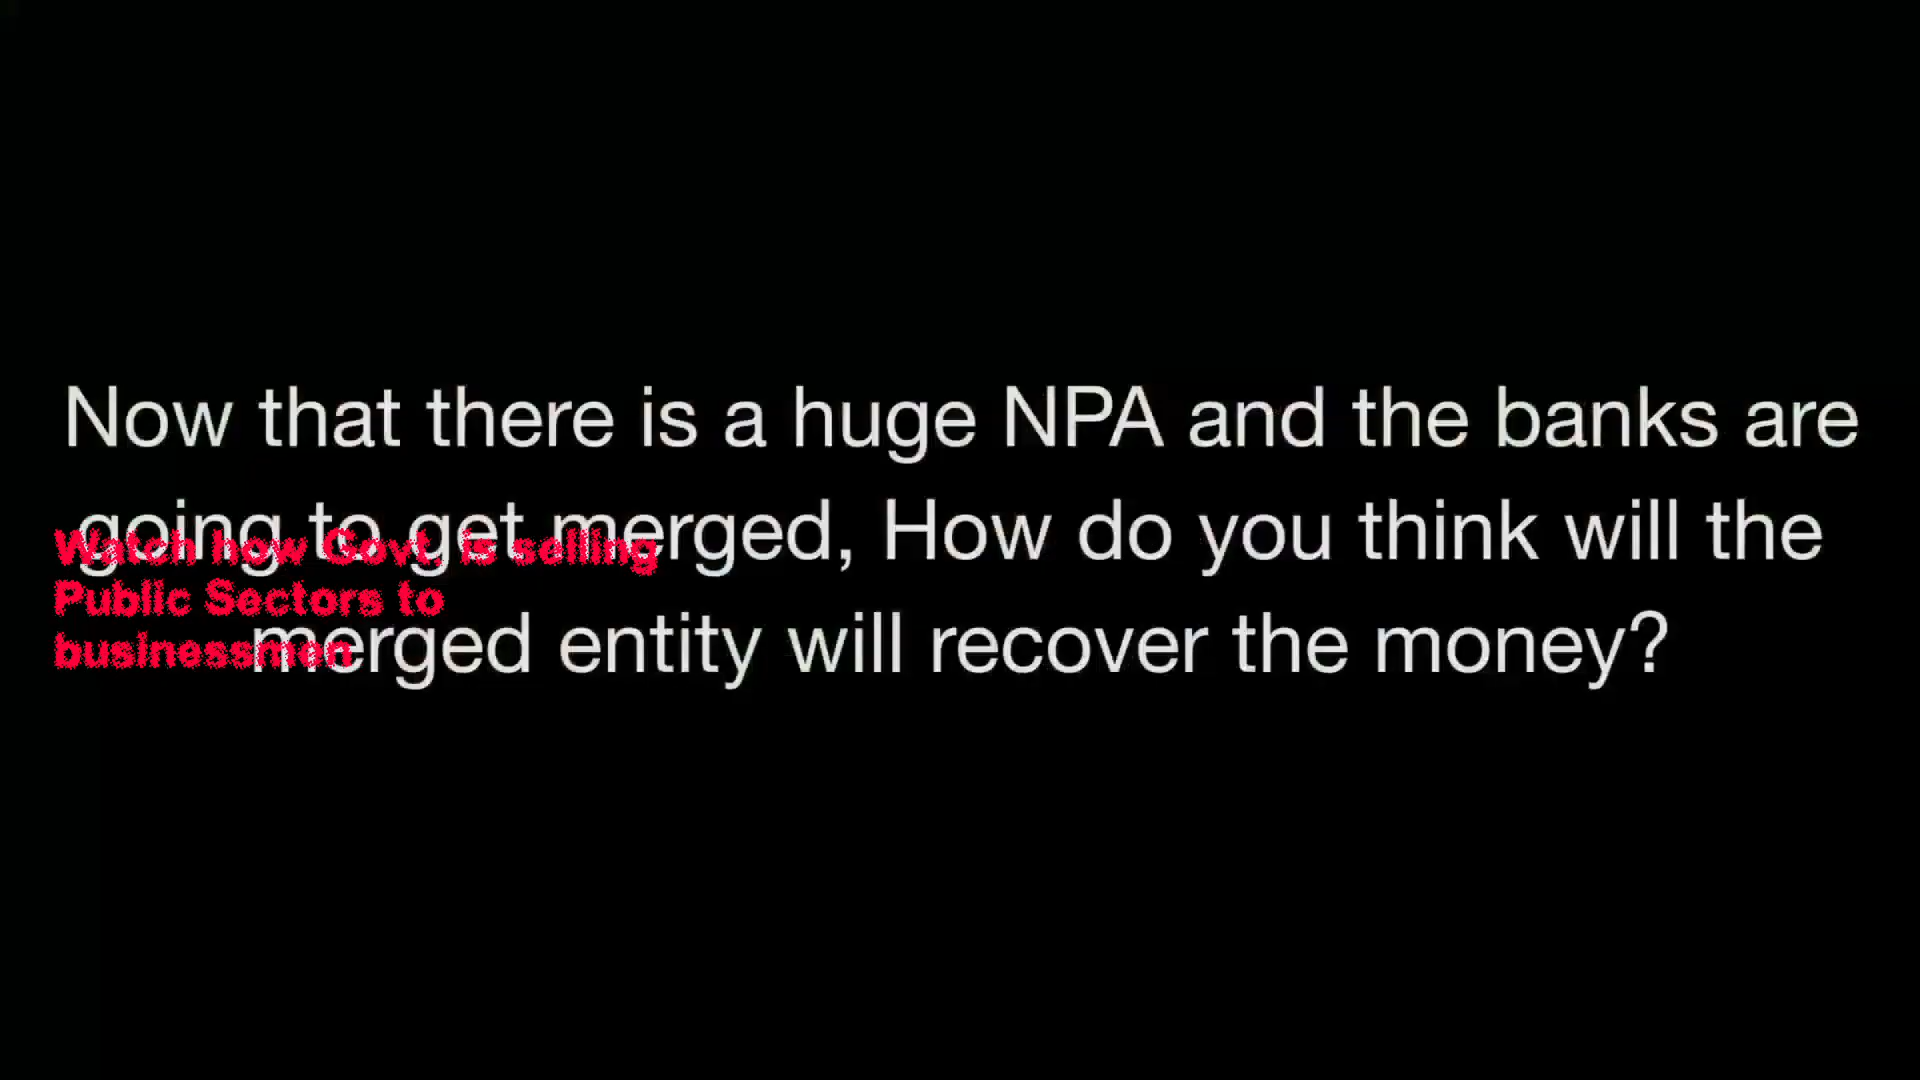 Now that there is a huge NPA and the banks are
going to get merged, How do you think will the
merged entity will recover the money?
Watch how Govt. is selling
Public Sectors to
businessmen